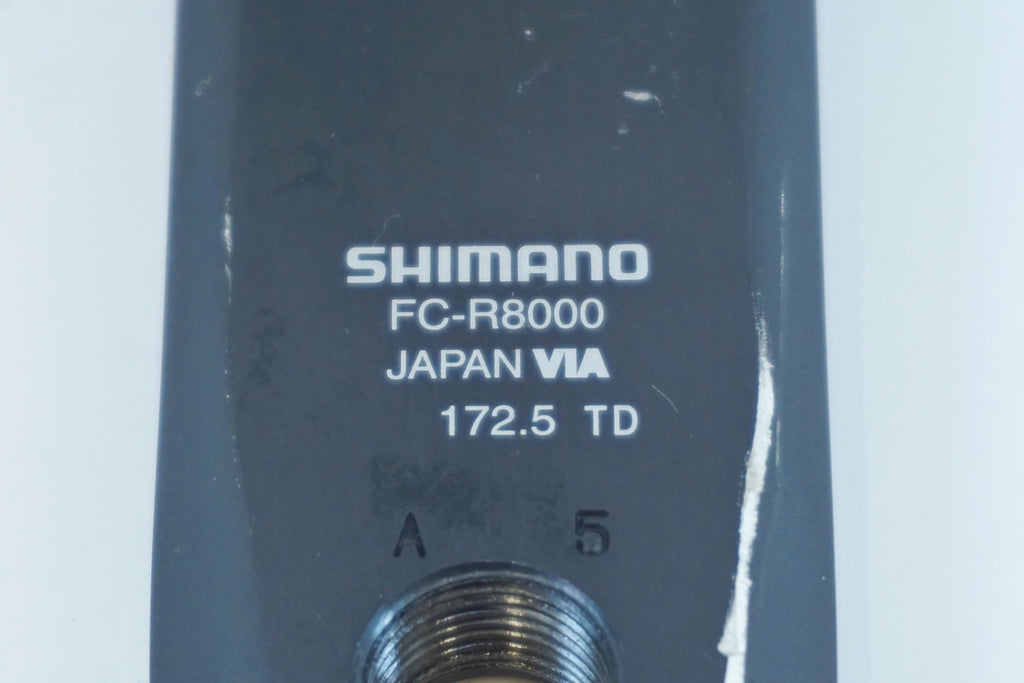 SHIMANO
FC-R8000
JAPAN VIA
172.5 TD
A 5